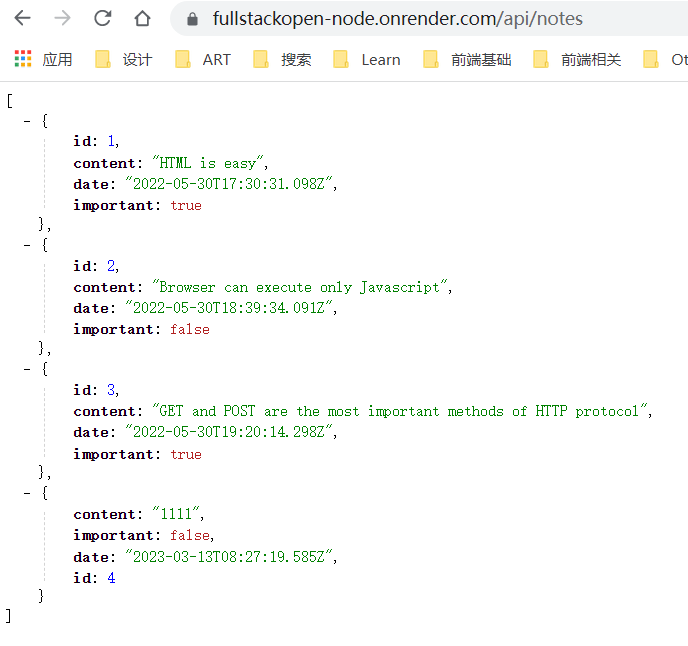 fullstackopen-node.onrender.com/api/notes
应用 设计 ART 搜索 Learn 前端基础 前端相关 Ot
[
- {
id: 1,
content: "HTML is easy",
date: "2022-05-30T17:30:31.098Z",
important: true
},
- {
id: 2,
content: "Browser can execute only Javascript",
date: "2022-05-30T18:39:34.091Z",
important: false
},
- {
id: 3,
content: "GET and POST are the most important methods of HTTP protocol",
date: "2022-05-30T19:20:14.298Z",
important: true
},
- {
content: "1111",
important: false,
date: "2023-03-13T08:27:19.585Z",
id: 4
}
]